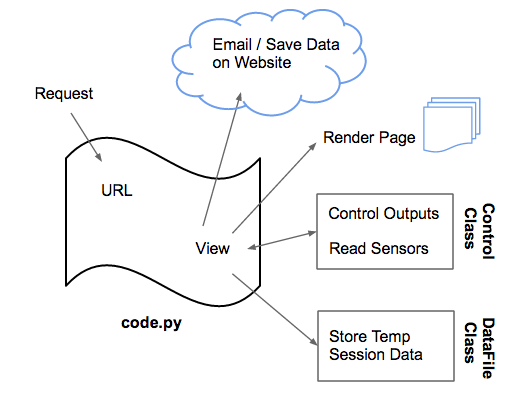 Email / Save Data
on Website
Request
Render Page
URL
View
code.py
Control Outputs
Read Sensors
Control
Class
Store Temp
Session Data
DataFile
Class